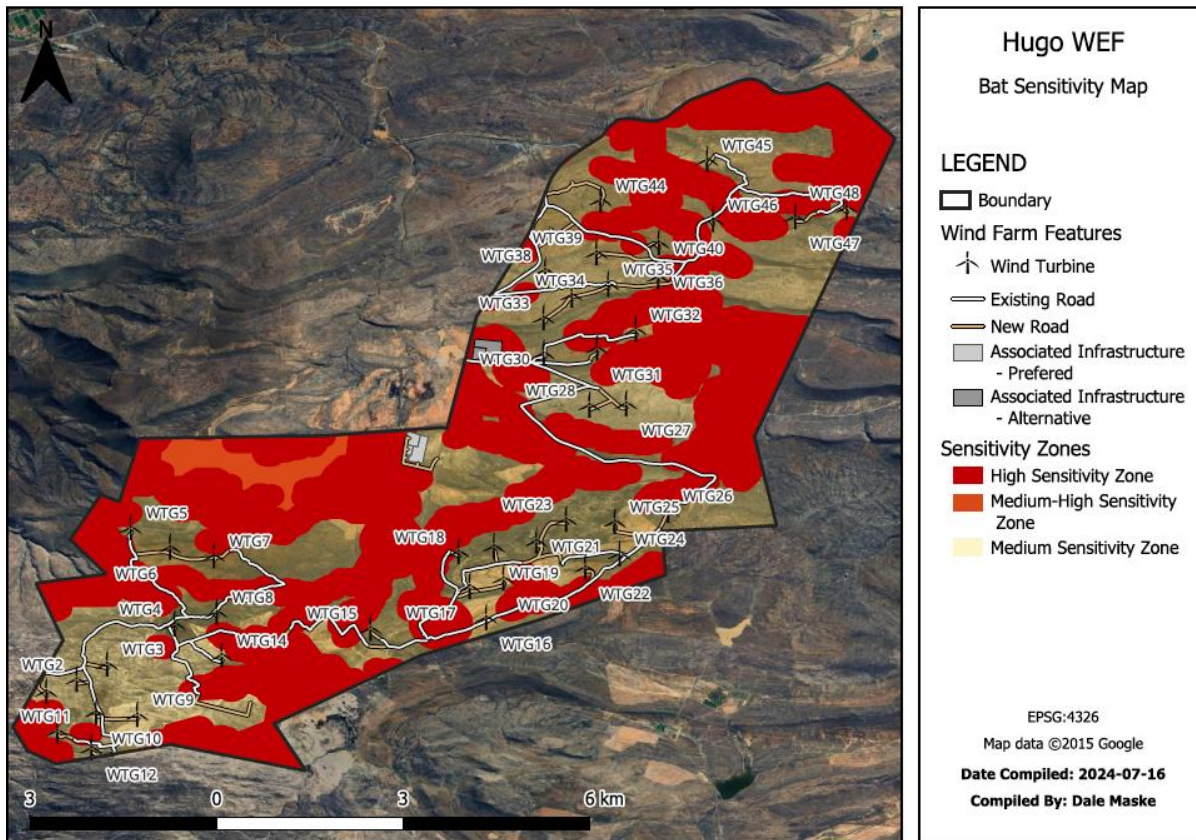 N
WTG45
WTG44
WTG48
WTG46
WTG47
WTG39
WTG40
WTG38
WTG35
WTG34
WTG36
WTG33
WTG32
WTG30
WTG31
WTG28
WTG27
WTG26
WTG23
WTG25
WTG5
WTG7
WTG18
WTG21
WTG24
WTG6
WTG19
WTG8
WTG22
WTG4
WTG15
WTG17
WTG20
WTG3
WTG14
WTG16
WTG2
WTG9
WTG11
WTG10
WTG12
3 0 3 6 km
Hugo WEF
Bat Sensitivity Map
LEGEND
Boundary
Wind Farm Features
Wind Turbine
Existing Road
New Road
Associated Infrastructure
- Prefered
Associated Infrastructure
- Alternative
Sensitivity Zones
High Sensitivity Zone
Medium-High Sensitivity
Zone
Medium Sensitivity Zone
EPSG:4326
Map data ©2015 Google
Date Compiled: 2024-07-16
Compiled By: Dale Maske